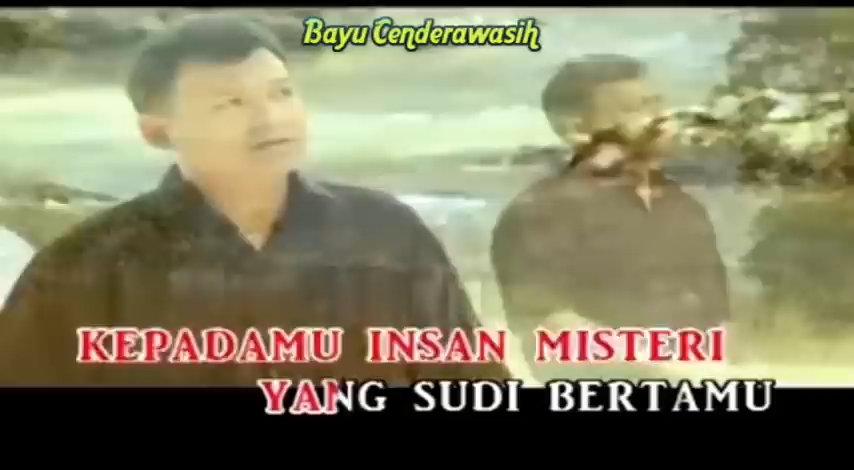 Bayu Cenderawasih
KEPADAMU INSAN MISTERI
YANG SUDI BERTAMU